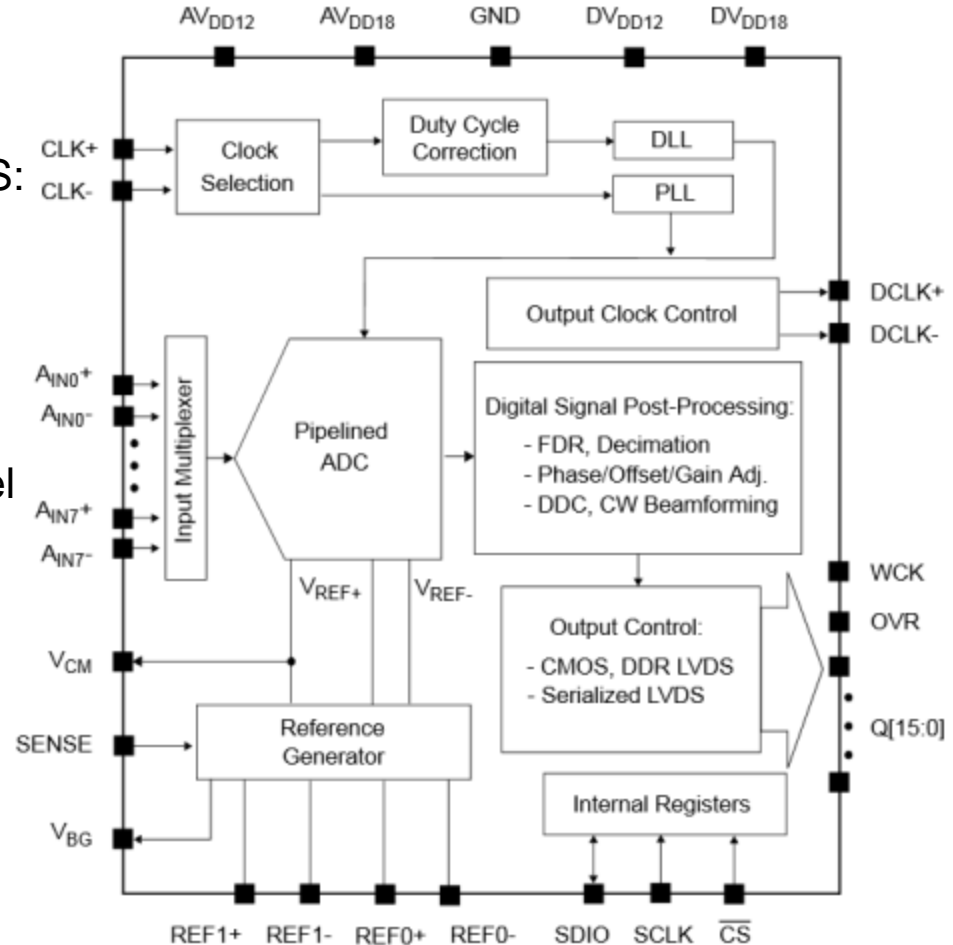 AVDD12 AVDD18 GND DVDD12 DVDD18
CLK+
CLK-
S:
Clock
Selection
Duty Cycle
Correction
DLL
PLL
Output Clock Control
DCLK+
DCLK-
AIN0+
AIN0-
el
AIN7+
AIN7-
Input Multiplexer
Pipelined
ADC
Digital Signal Post-Processing:
- FDR, Decimation
- Phase/Offset/Gain Adj.
- DDC, CW Beamforming
VREF+
VREF-
WCK
OVR
Q[15:0]
Output Control:
- CMOS, DDR LVDS
- Serialized LVDS
VCM
SENSE
VBG
Reference
Generator
Internal Registers
REF1+ REF1- REF0+ REF0- SDIO SCLK C̅S̅